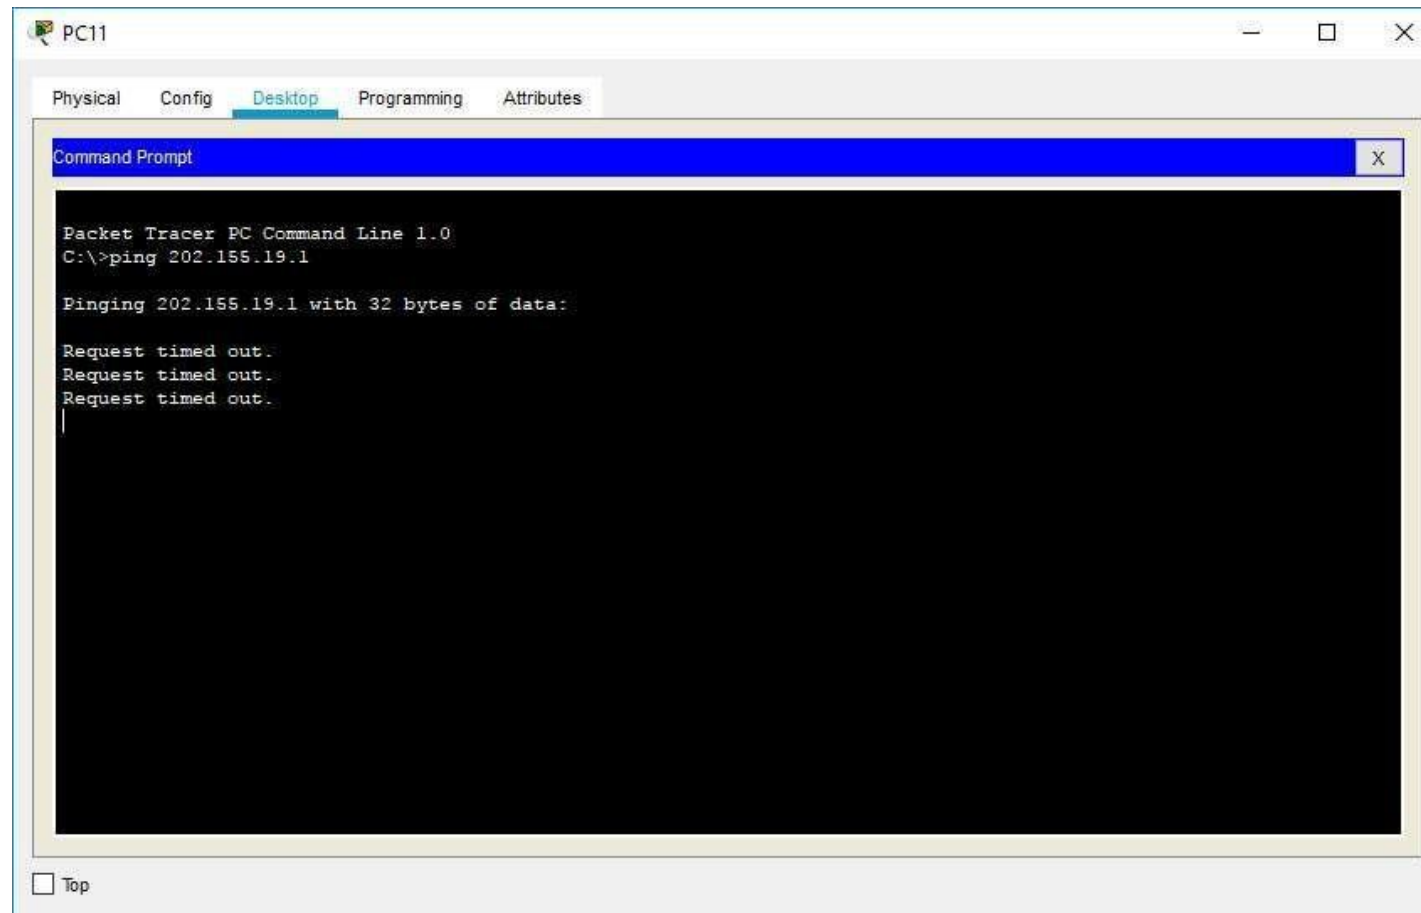 PC11
Physical Config Desktop Programming Attributes
Command Prompt X
Packet Tracer PC Command Line 1.0
C:\>ping 202.155.19.1
Pinging 202.155.19.1 with 32 bytes of data:
Request timed out.
Request timed out.
Request timed out.
Top